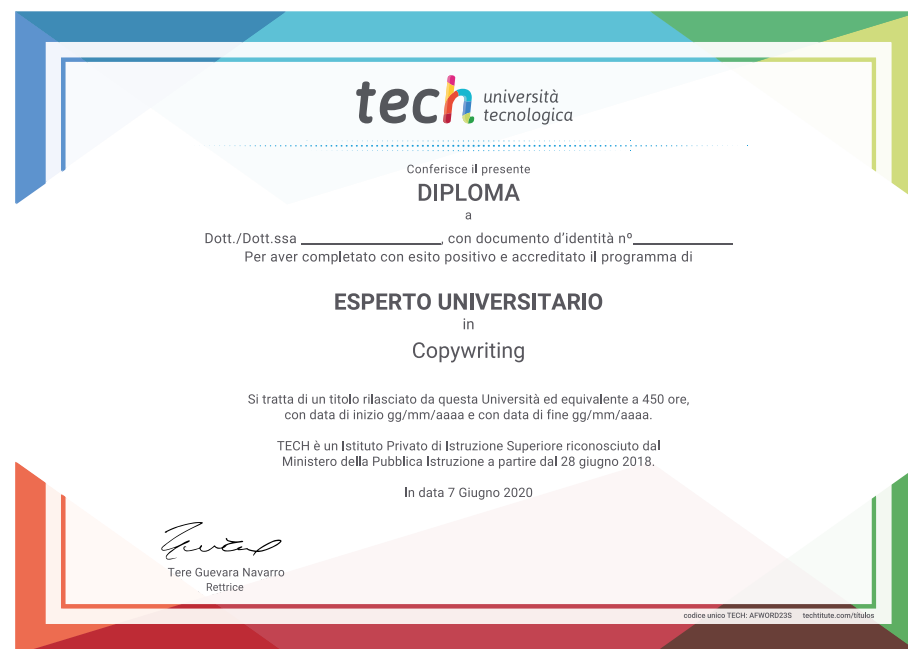 tech università
tecnologica
Conferisce il presente
DIPLOMA
a
Dott./Dott.ssa ____________________, con documento d'identità nº______________
Per aver completato con esito positivo e accreditato il programma di
ESPERTO UNIVERSITARIO
in
Copywriting
Si tratta di un titolo rilasciato da questa Università ed equivalente a 450 ore,
con data di inizio gg/mm/aaaa e con data di fine gg/mm/aaaa.
TECH è un Istituto Privato di Istruzione Superiore riconosciuto dal
Ministero della Pubblica Istruzione a partire dal 28 giugno 2018.
In data 7 Giugno 2020
Tere Guevara Navarro
Rettrice
codice unico TECH: AFWORD23S techtitute.com/titulos